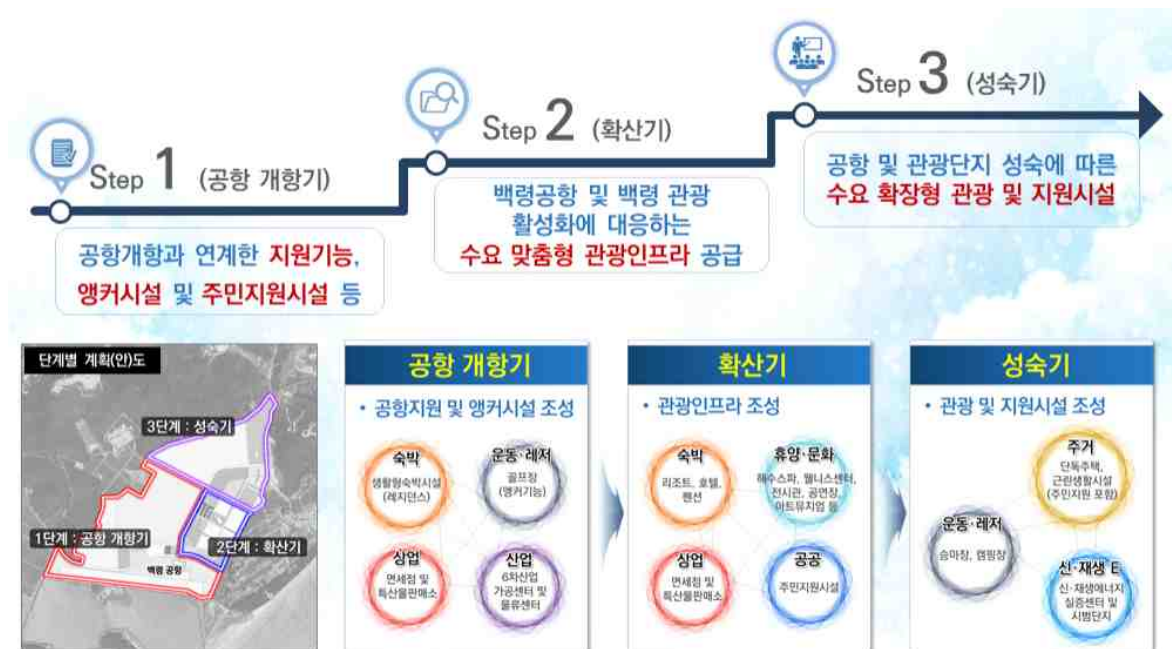 Step 1 (공항 개항기)
공항개항과 연계한 지원기능,
앵커시설 및 주민지원시설 등
Step 2 (확산기)
백령공항 및 백령 관광
활성화에 대응하는
수요 맞춤형 관광인프라 공급
Step 3 (성숙기)
공항 및 관광단지 성숙에 따른
수요 확장형 관광 및 지원시설
단계별 계획(안)도
3단계 : 성숙기
1단계 : 공항 개항기
2단계 : 확산기
백령 공항
공항 개항기
• 공항지원 및 앵커시설 조성
숙박
생활형숙박시설
(레지던스)
운동·레저
골프장
(앵커기능)
상업
면세점 및
특산물판매소
산업
6차산업
가공센터 및
물류센터
확산기
• 관광인프라 조성
숙박
리조트, 호텔,
펜션
휴양·문화
해수스파, 웰니스센터,
전시관, 공연장,
아트뮤지엄 등
상업
면세점 및
특산물판매소
공공
주민지원시설
성숙기
• 관광 및 지원시설 조성
주거
단독주택,
근린생활시설
(주민지원 포함)
운동·레저
승마장, 캠핑장
신·재생 E
신·재생에너지
실증센터 및
시범단지